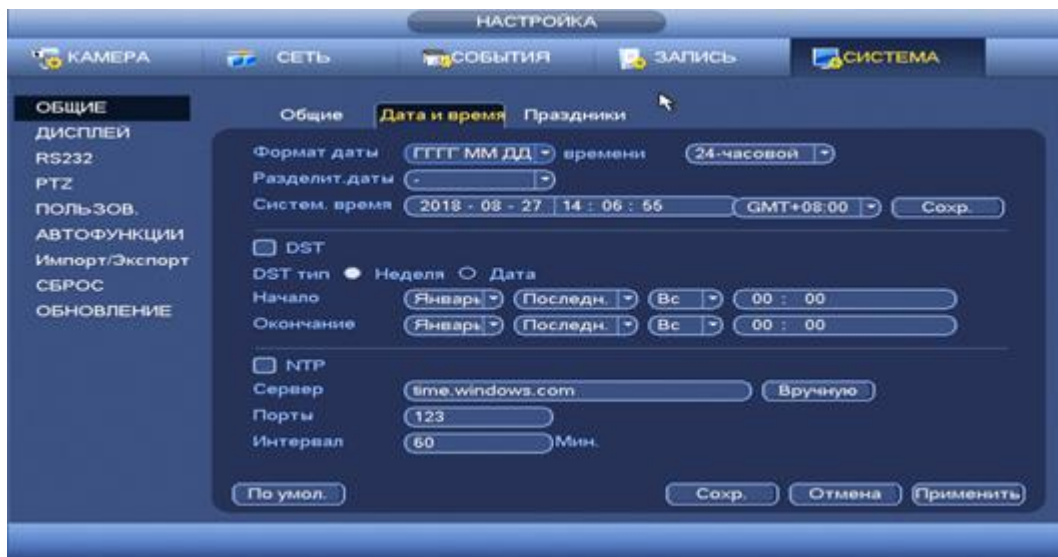 НАСТРОЙКА
КАМЕРА СЕТЬ СОБЫТИЯ ЗАПИСЬ СИСТЕМА
ОБЩИЕ
ДИСПЛЕЙ
RS232
PTZ
ПОЛЬЗОВ.
АВТОФУНКЦИИ
Импорт/Экспорт
СБРОС
ОБНОВЛЕНИЕ
Общие Дата и время Праздники
Формат даты ГГГГ ММ ДД времени 24-часовой
Разделит.даты -
Систем. время 2018 - 08 - 27 14 : 06 : 55 GMT+08:00 Сохр.
DST
DST тип Неделя Дата
Начало Январь Последн. Вс 00 : 00
Окончание Январь Последн. Вс 00 : 00
NTP
Сервер time.windows.com Вручную
Порты 123
Интервал 60 Мин.
По умол. Сохр. Отмена Применить